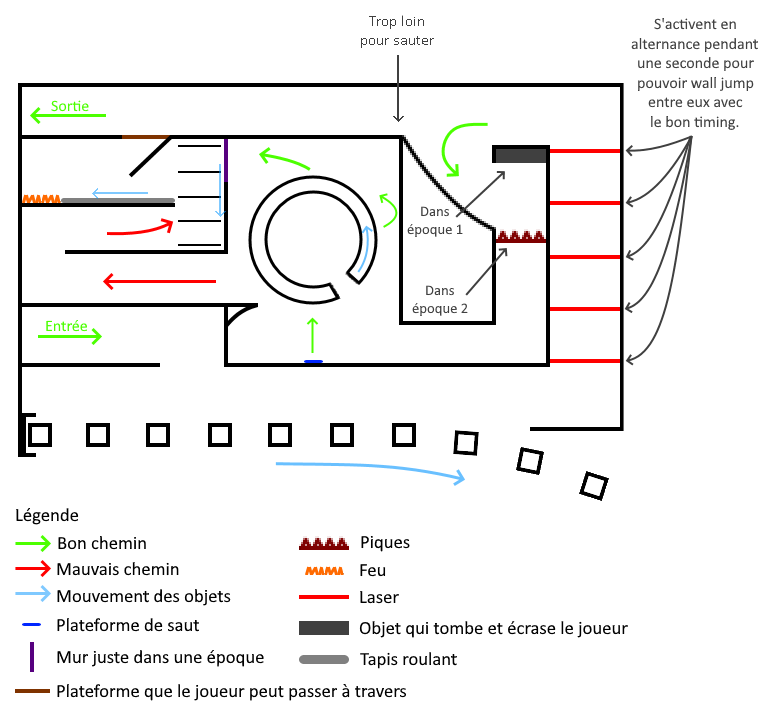 Trop loin
pour sauter
S'activent en
alternance pendant
une seconde pour
pouvoir wall jump
entre eux avec
le bon timing.
Sortie
Dans
époque 1
Dans
époque 2
Entrée
Légende
Bon chemin
Mauvais chemin
Mouvement des objets
Plateforme de saut
Mur juste dans une époque
Plateforme que le joueur peut passer à travers
Piques
Feu
Laser
Objet qui tombe et écrase le joueur
Tapis roulant